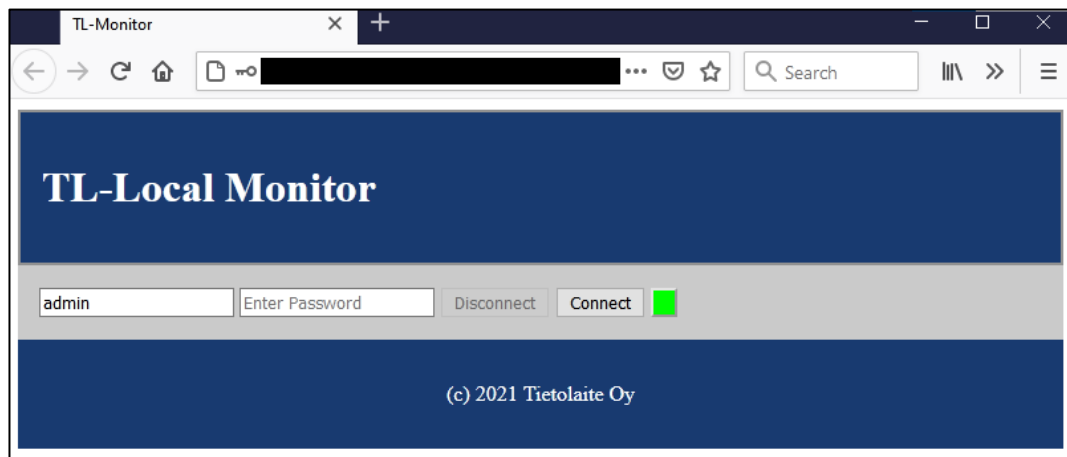 TL-Monitor
Search
TL-Local Monitor
admin Enter Password Disconnect Connect
(c) 2021 Tietolaite Oy